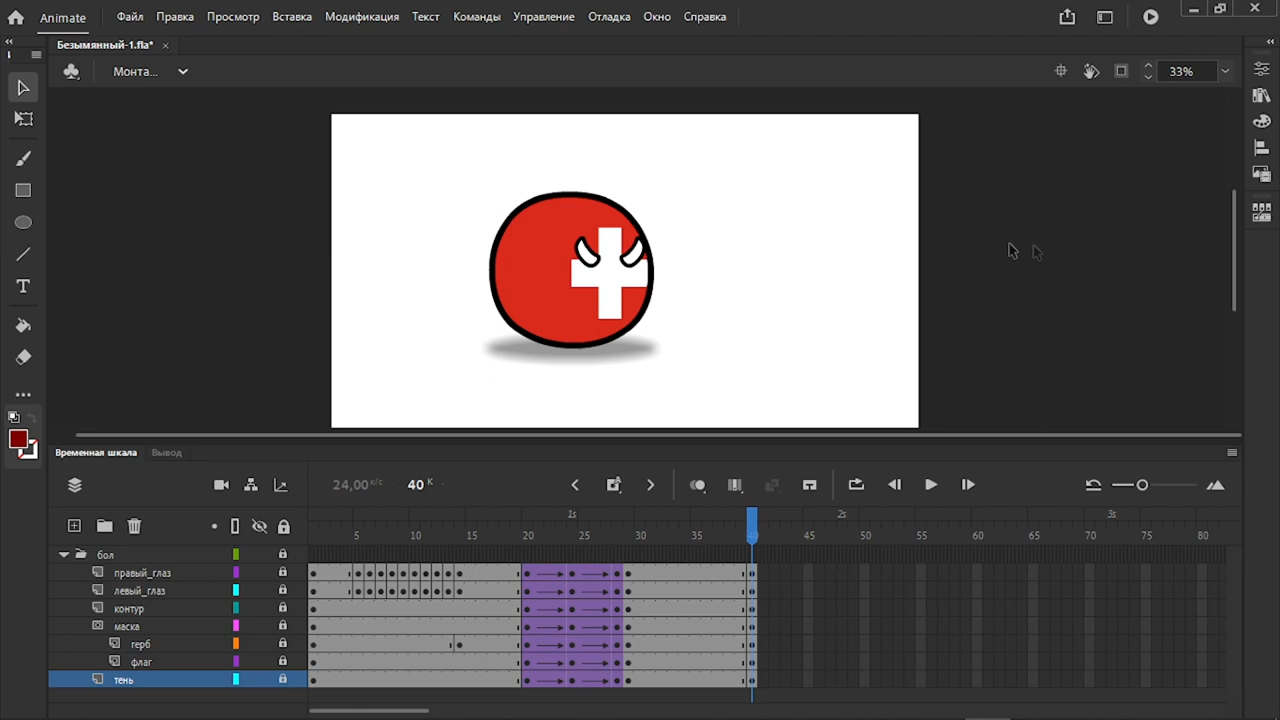 Animate Файл Правка Просмотр Вставка Модификация Текст Команды Управление Отладка Окно Справка
Безымянный-1.fla*
Монта... 33%
Временная шкала Вывод
24,00 к/с 40 К
1s 2s 3s
5 10 15 20 25 30 35 40 45 50 55 60 65 70 75 80
бол
правый_глаз
левый_глаз
контур
маска
герб
флаг
тень